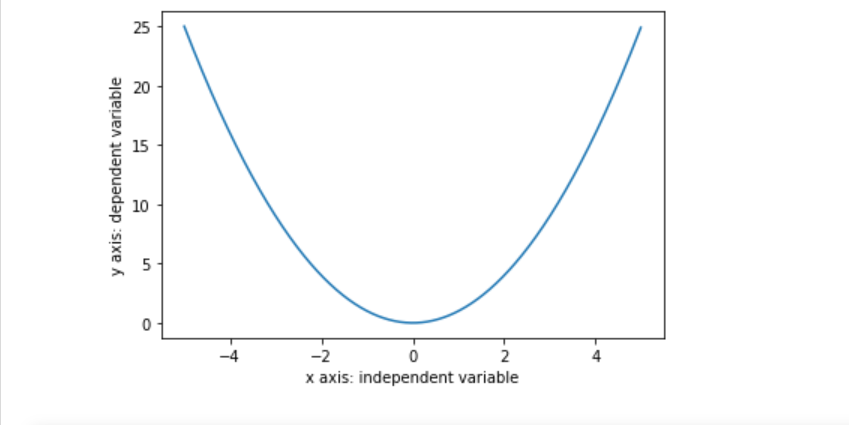 25
20
15
10
5
0
y axis: dependent variable
−4 −2 0 2 4
x axis: independent variable